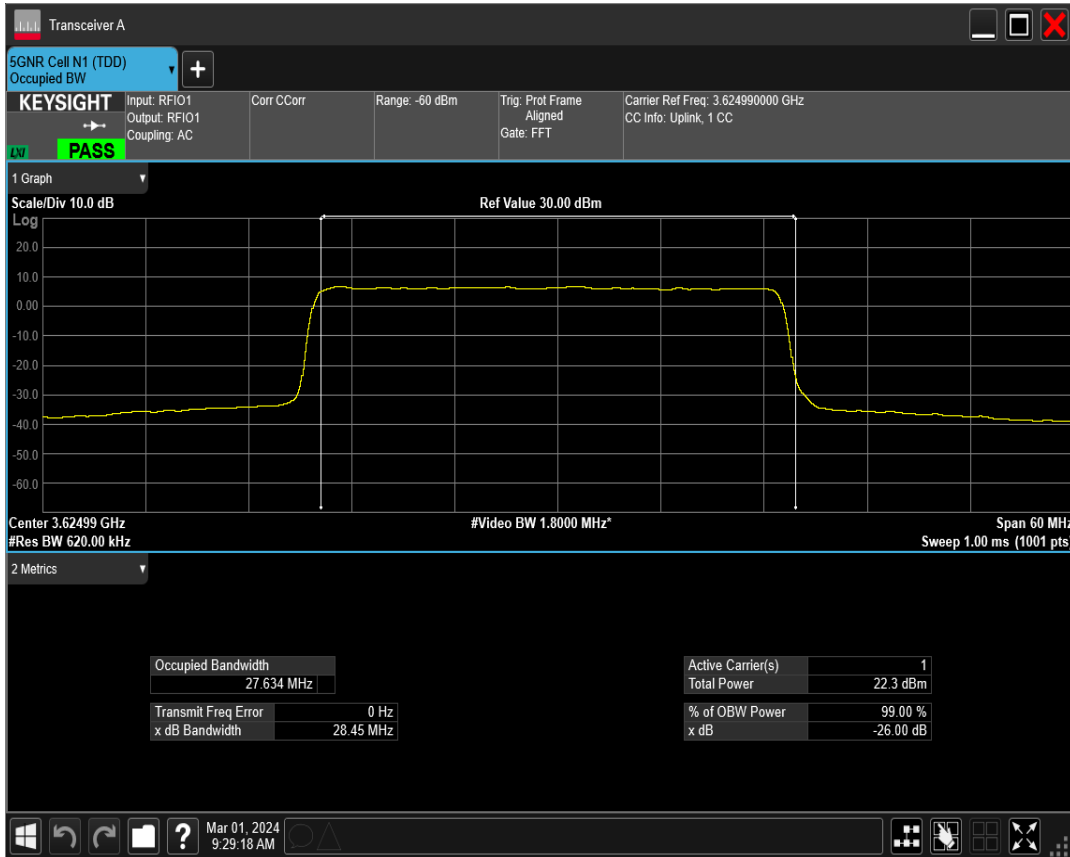 Transceiver A
5GNR Cell N1 (TDD)
Occupied BW
KEYSIGHT
LXI
PASS
Input: RFIO1
Output: RFIO1
Coupling: AC
Corr CCorr
Range: -60 dBm
Trig: Prot Frame
Aligned
Gate: FFT
Carrier Ref Freq: 3.624990000 GHz
CC Info: Uplink, 1 CC
1 Graph
Scale/Div 10.0 dB
Ref Value 30.00 dBm
Log
20.0
10.0
0.00
-10.0
-20.0
-30.0
-40.0
-50.0
-60.0
Center 3.62499 GHz
#Video BW 1.8000 MHz*
Span 60 MHz
#Res BW 620.00 kHz
Sweep 1.00 ms (1001 pts)
2 Metrics
Occupied Bandwidth
27.634 MHz
Transmit Freq Error 0 Hz
x dB Bandwidth 28.45 MHz
Active Carrier(s) 1
Total Power 22.3 dBm
% of OBW Power 99.00 %
x dB -26.00 dB
?
Mar 01, 2024
9:29:18 AM